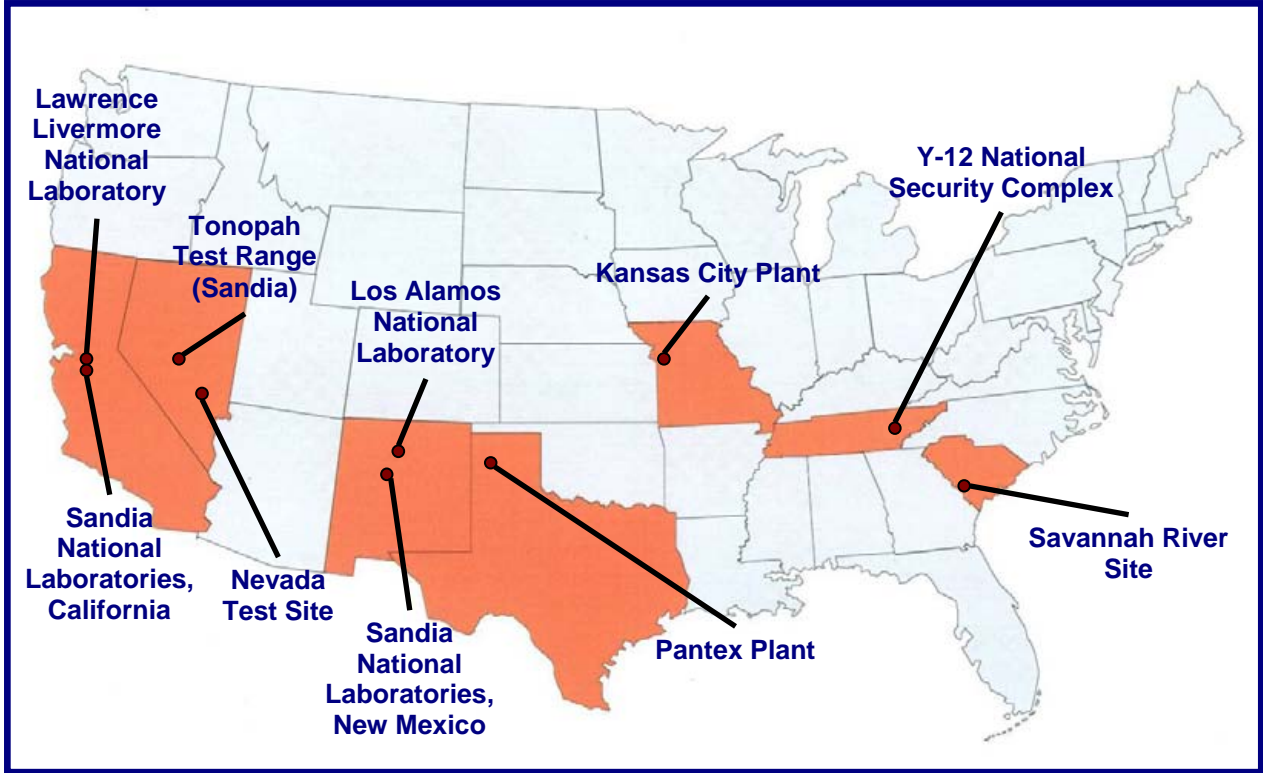 Lawrence
Livermore
National
Laboratory
Tonopah
Test Range
(Sandia)
Los Alamos
National
Laboratory
Kansas City Plant
Y-12 National
Security Complex
Sandia
National
Laboratories,
California
Nevada
Test Site
Sandia
National
Laboratories,
New Mexico
Pantex Plant
Savannah River
Site